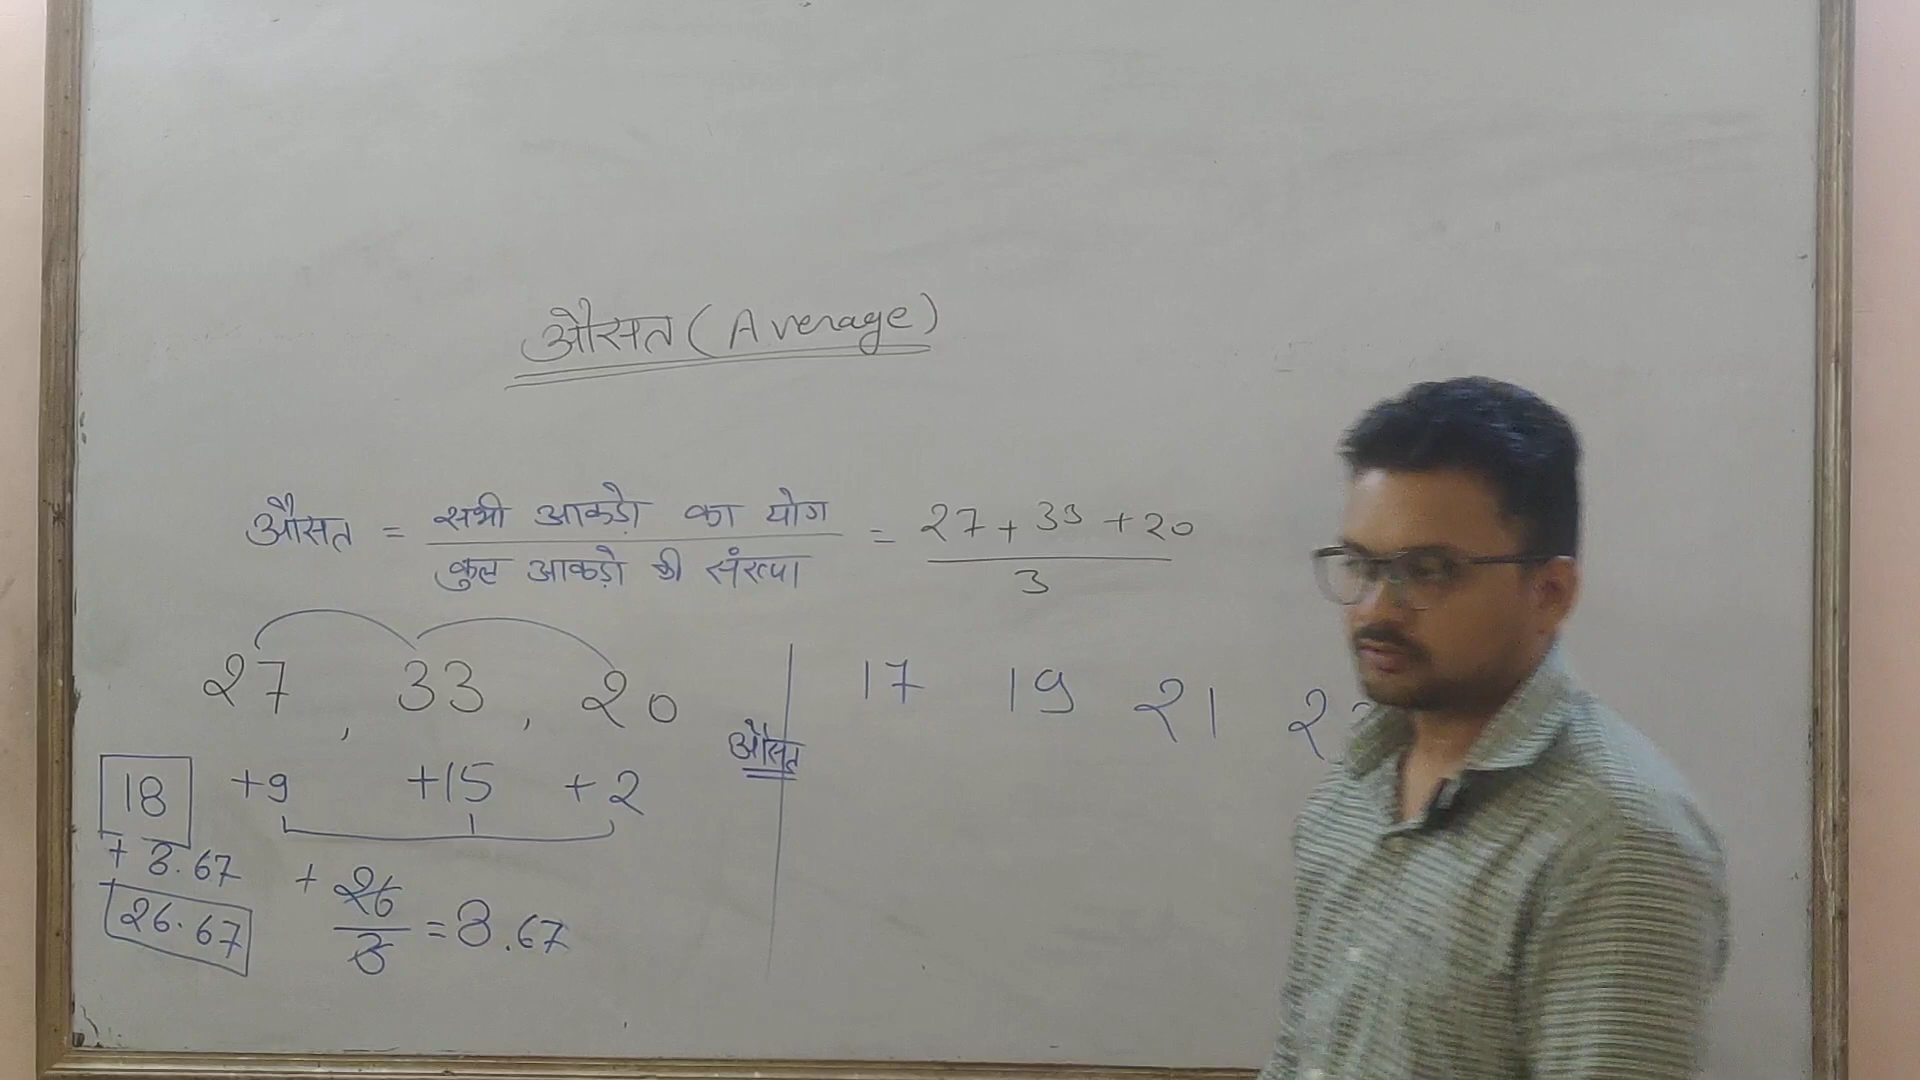 औसत (Average)
औसत = सभी आकडो का योग / कुल आकड़ो की संख्या = 27 + 33 + 20 / 3
27 , 33 , 20
17 19 21
औसत
18 +9 +15 +2
+ 8.67
26.67
+ 26 / 3 = 8.67